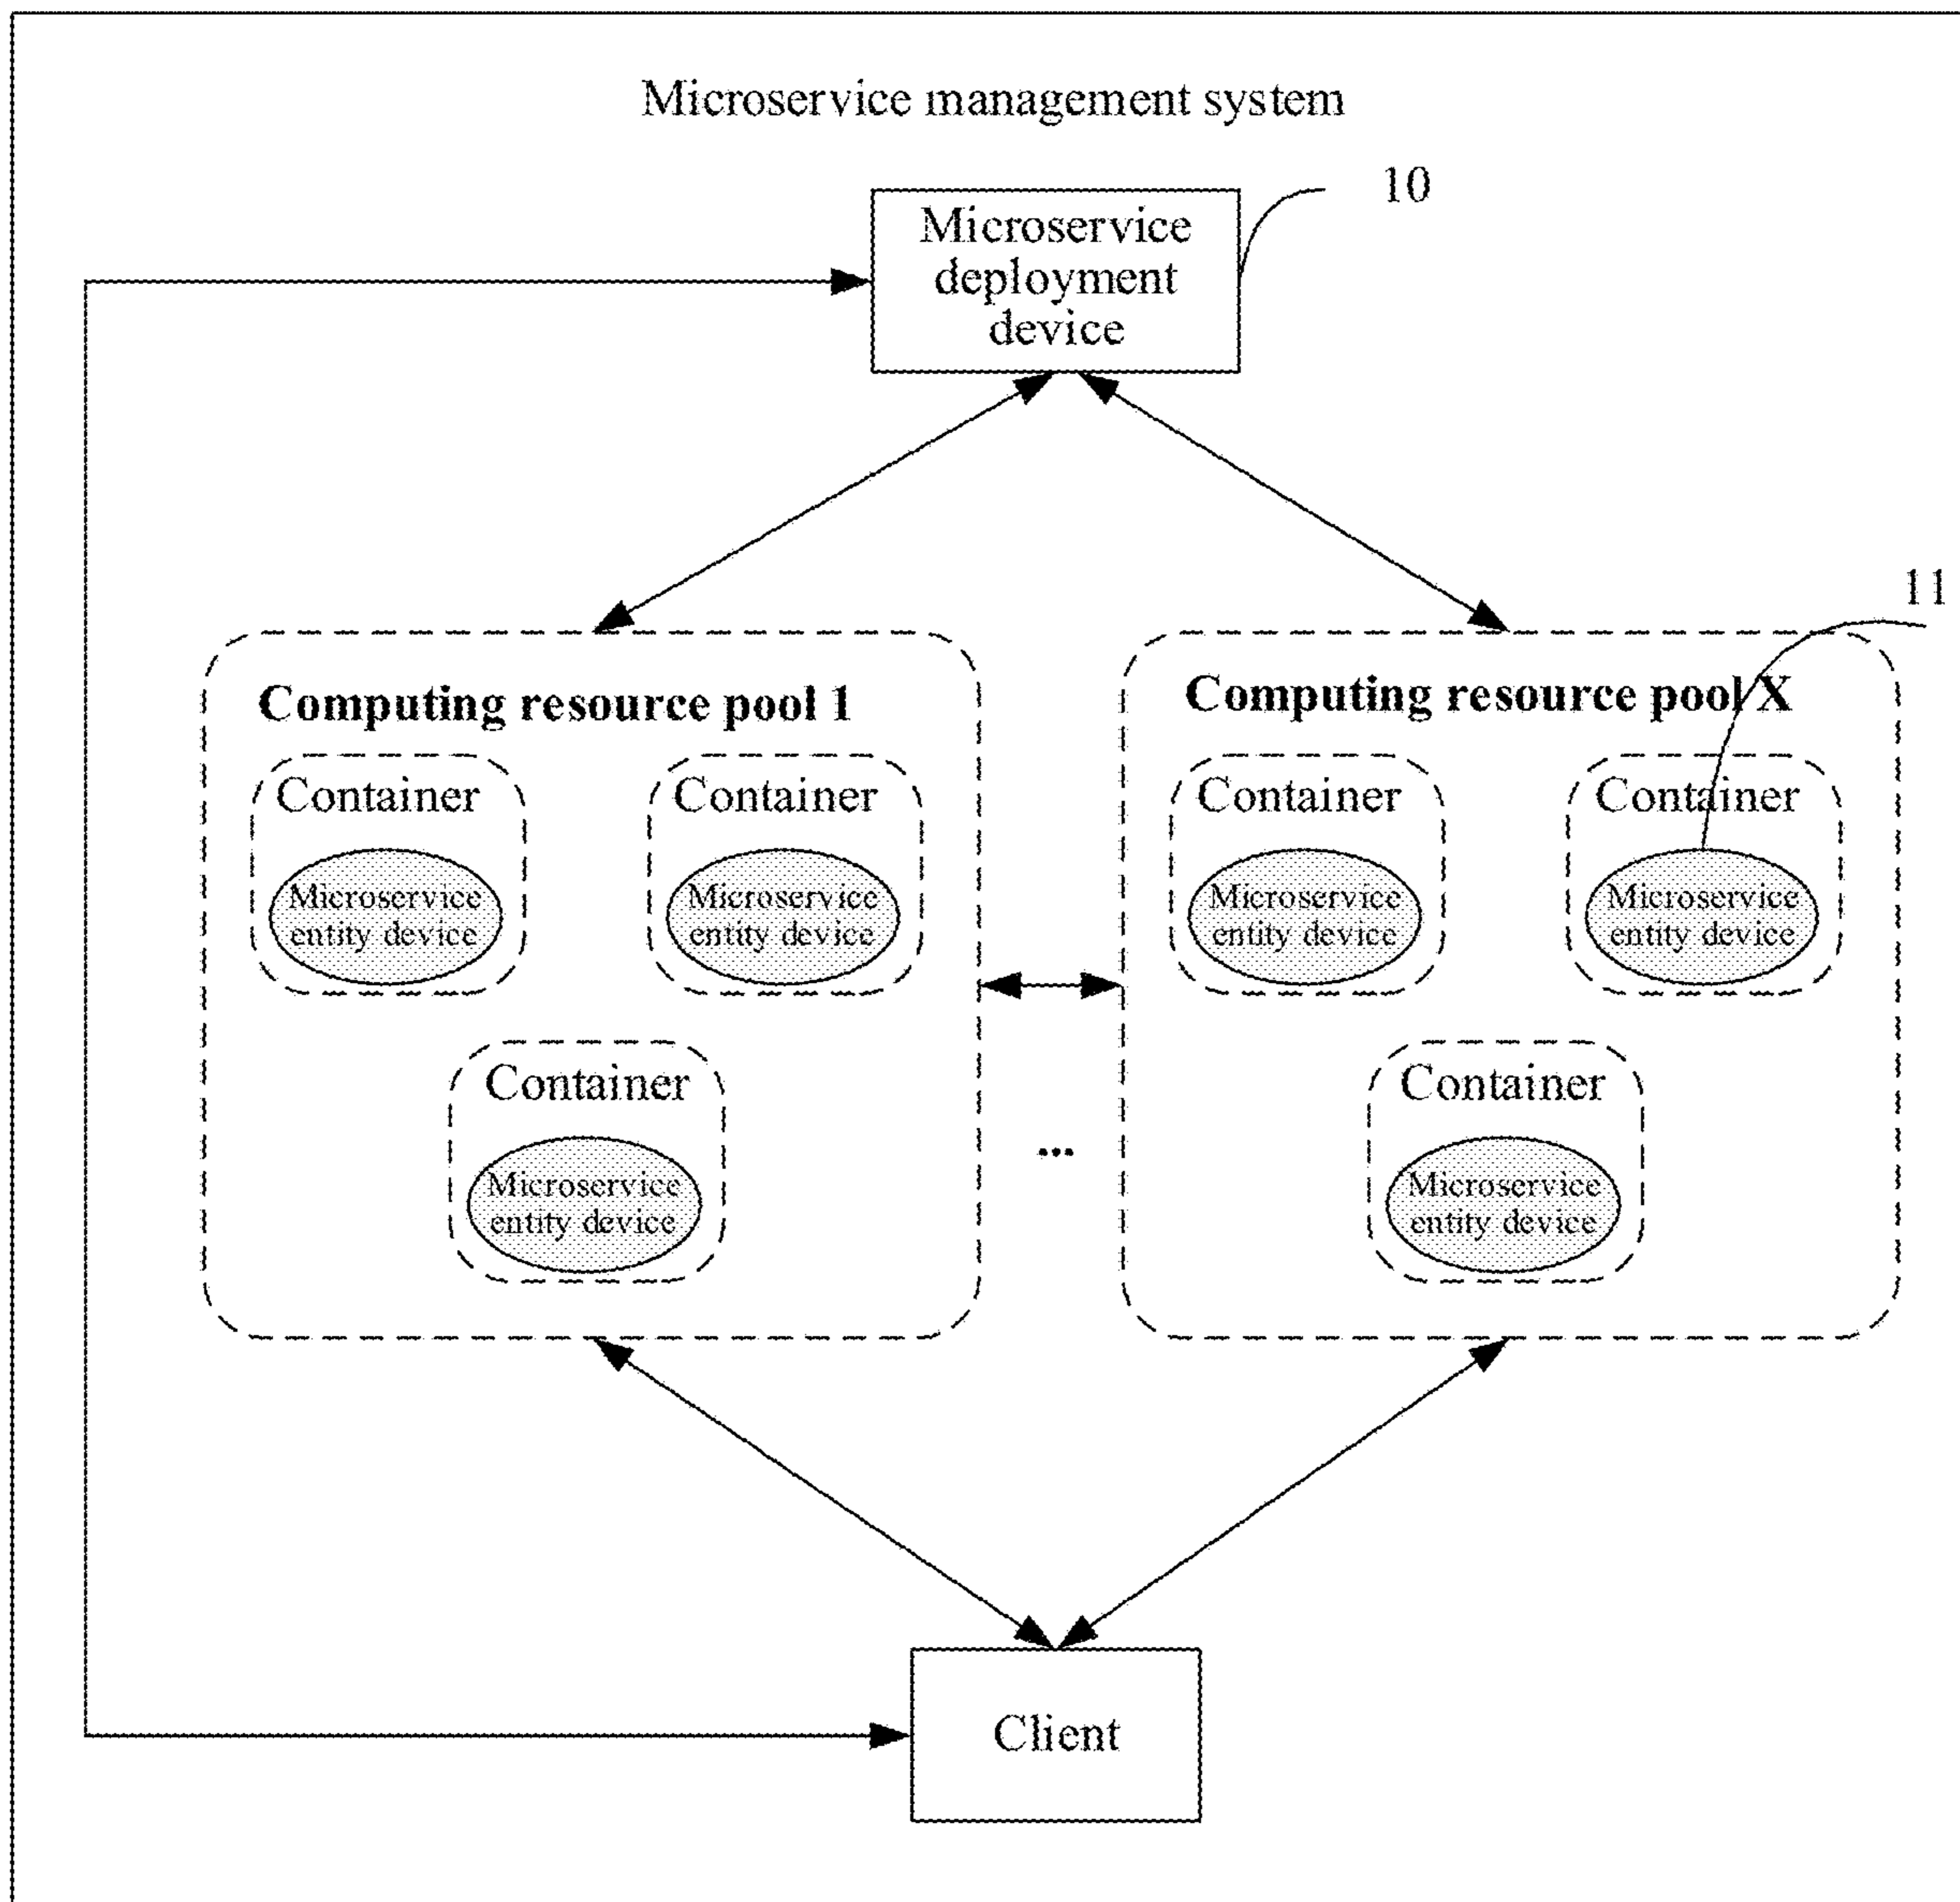 Microservice management system
10
Microservice
deployment
device
11
Computing resource pool 1
Computing resource pool X
Container
Container
Container
Container
Microservice
entity device
Microservice
entity device
Microservice
entity device
Microservice
entity device
Container
Container
...
Microservice
entity device
Microservice
entity device
Client